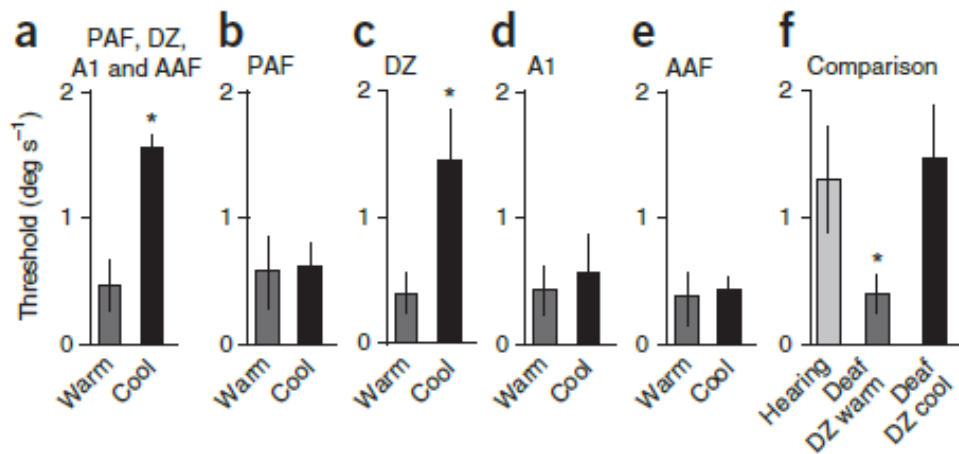 a b c d e f
PAF, DZ,
A1 and AAF PAF DZ A1 AAF Comparison
Threshold (deg s⁻¹)
2 2 2 2 2 2
* * *
1 1 1 1 1 1
0 0 0 0 0 0
Warm Cool Warm Cool Warm Cool Warm Cool Warm Cool Hearing Deaf DZ warm Deaf DZ cool